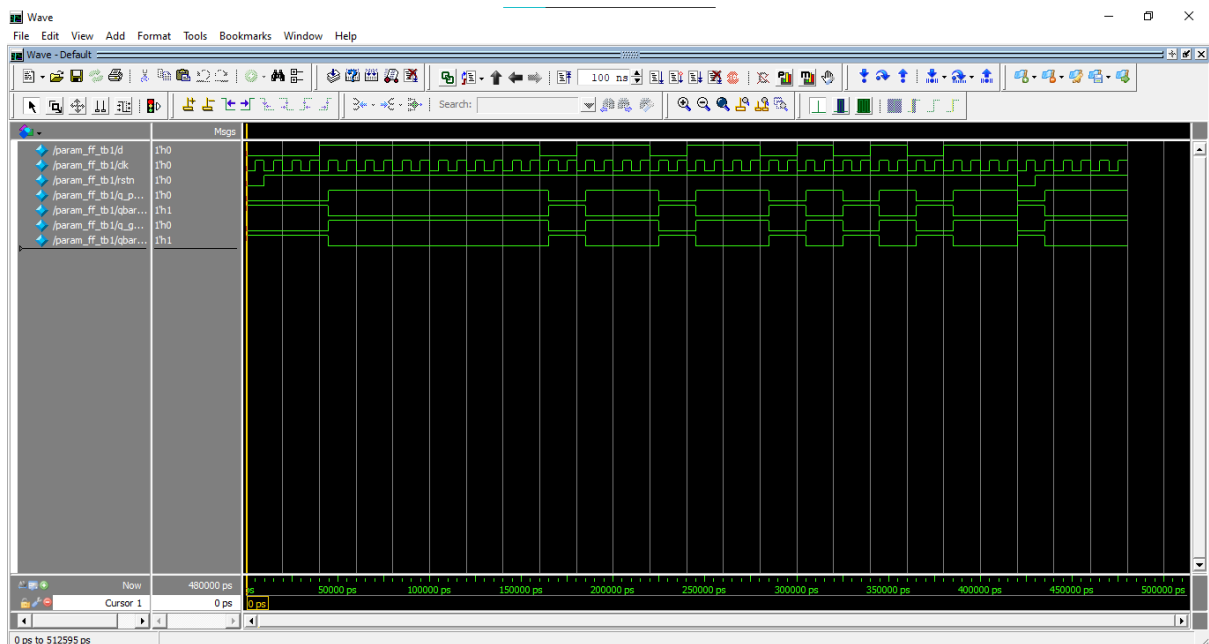 Wave
File Edit View Add Format Tools Bookmarks Window Help
Wave - Default
100 ns
Search:
Msgs
/param_ff_tb1/d 1'h0
/param_ff_tb1/clk 1'h0
/param_ff_tb1/rstn 1'h0
/param_ff_tb1/q_p... 1'h0
/param_ff_tb1/qbar... 1'h1
/param_ff_tb1/q_g... 1'h0
/param_ff_tb1/qbar... 1'h1
Now 480000 ps ps 50000 ps 100000 ps 150000 ps 200000 ps 250000 ps 300000 ps 350000 ps 400000 ps 450000 ps 500000 ps
Cursor 1 0 ps 0 ps
0 ps to 512595 ps